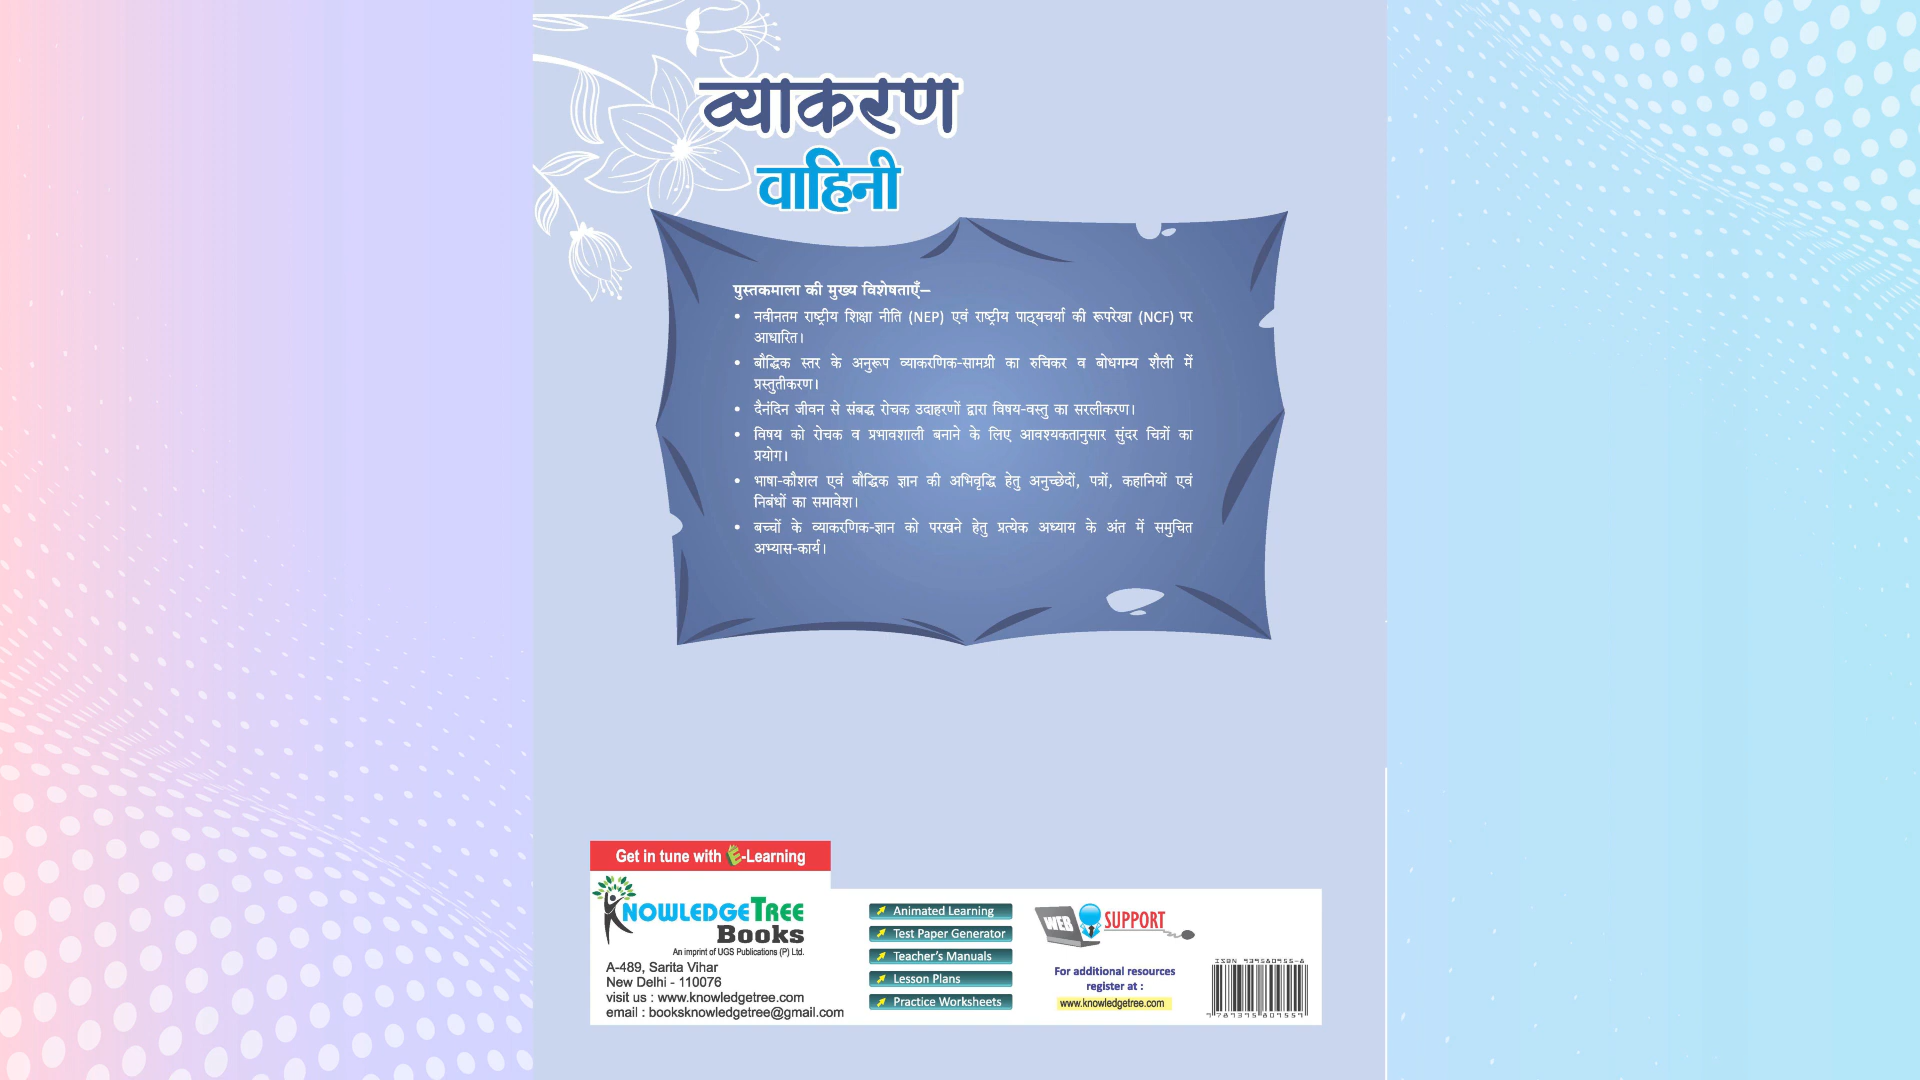 व्याकरण
वाहिनी
पुस्तकमाला की मुख्य विशेषताएँ–
• नवीनतम राष्ट्रीय शिक्षा नीति (NEP) एवं राष्ट्रीय पाठ्यचर्या की रूपरेखा (NCF) पर
आधारित।
• बौद्धिक स्तर के अनुरूप व्याकरणिक-सामग्री का रुचिकर व बोधगम्य शैली में
प्रस्तुतीकरण।
• दैनंदिन जीवन से संबद्ध रोचक उदाहरणों द्वारा विषय-वस्तु का सरलीकरण।
• विषय को रोचक व प्रभावशाली बनाने के लिए आवश्यकतानुसार सुंदर चित्रों का
प्रयोग।
• भाषा-कौशल एवं बौद्धिक ज्ञान की अभिवृद्धि हेतु अनुच्छेदों, पत्रों, कहानियों एवं
निबंधों का समावेश।
• बच्चों के व्याकरणिक-ज्ञान को परखने हेतु प्रत्येक अध्याय के अंत में समुचित
अभ्यास-कार्य।
Get in tune with E-Learning
KNOWLEDGETREE
Books
An imprint of UGS Publications (P) Ltd.
A-489, Sarita Vihar
New Delhi - 110076
visit us : www.knowledgetree.com
email : booksknowledgetree@gmail.com
Animated Learning
Test Paper Generator
Teacher's Manuals
Lesson Plans
Practice Worksheets
WEB SUPPORT
For additional resources
register at :
www.knowledgetree.com